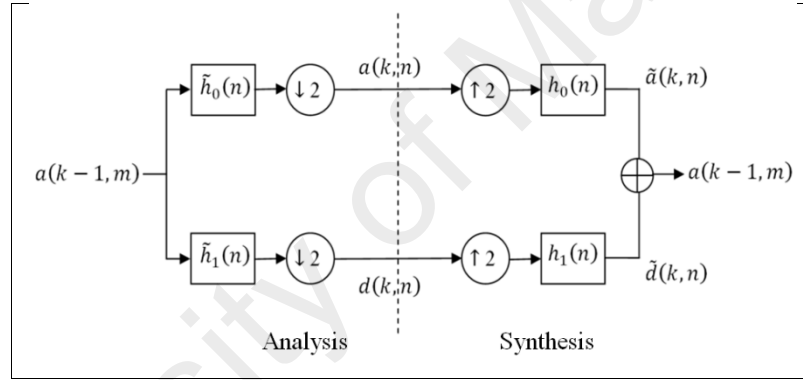 h̃₀(n)
↓ 2
a(k,n)
↑ 2
h₀(n)
ã(k,n)
a(k − 1, m)
a(k − 1, m)
h̃₁(n)
↓ 2
d(k,n)
↑ 2
h₁(n)
d̃(k,n)
Analysis
Synthesis